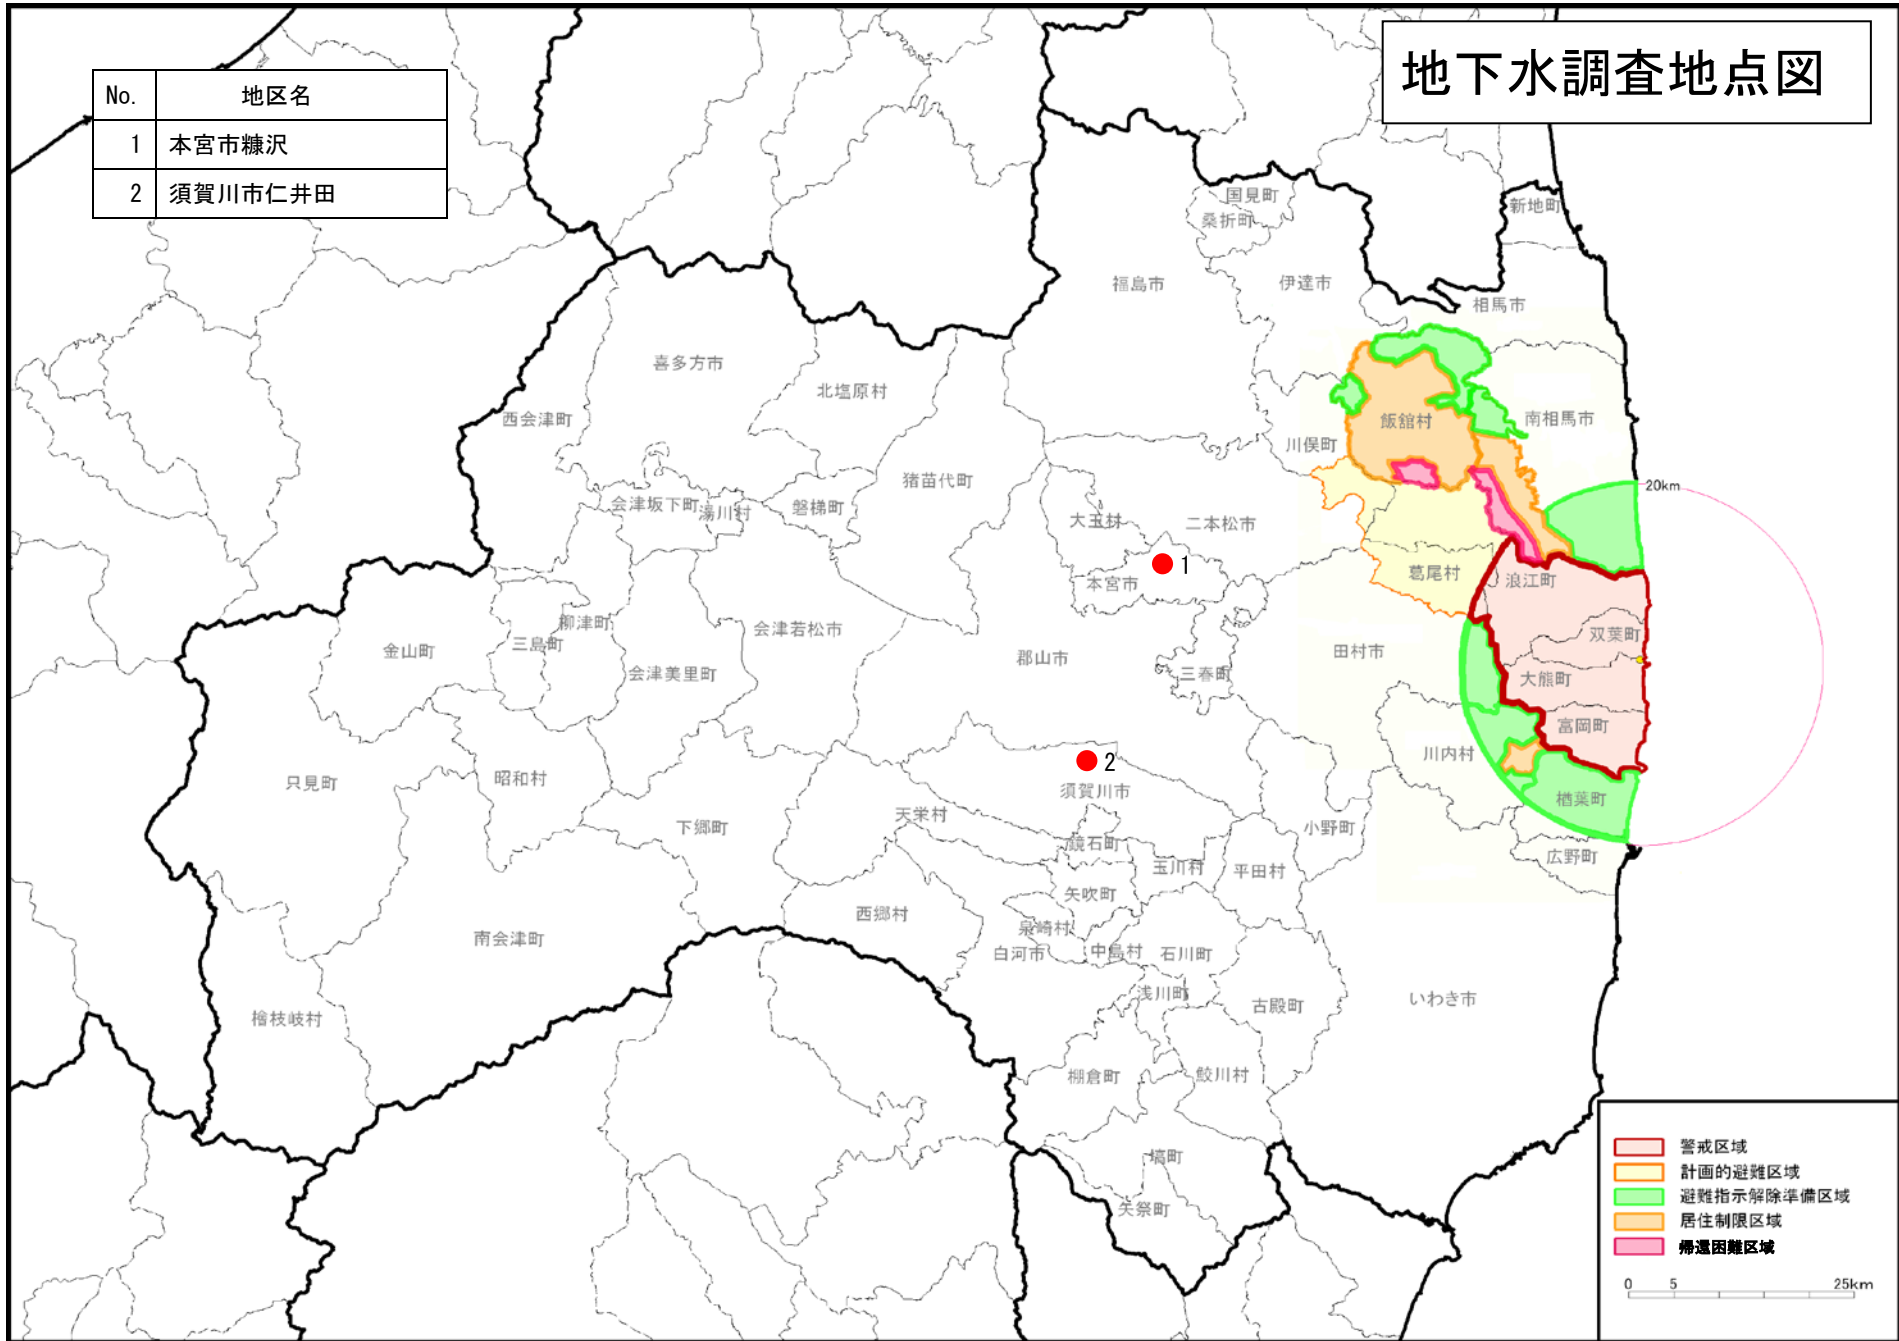 地下水調査地点図
No. 地区名
1 本宮市糠沢
2 須賀川市仁井田
国見町
桑折町
新地町
福島市
伊達市
相馬市
喜多方市
北塩原村
西会津町
飯舘村
南相馬市
川俣町
猪苗代町
20km
会津坂下町
湯川村
磐梯町
大玉村
二本松市
1
本宮市
葛尾村
浪江町
柳津町
会津若松市
双葉町
金山町
三島町
郡山市
田村市
会津美里町
三春町
大熊町
富岡町
川内村
2
只見町
昭和村
須賀川市
楢葉町
天栄村
下郷町
小野町
鏡石町
広野町
玉川村
平田村
矢吹町
西郷村
泉崎村
南会津町
白河市
中島村
石川町
浅川町
いわき市
古殿町
檜枝岐村
棚倉町
鮫川村
塙町
矢祭町
警戒区域
計画的避難区域
避難指示解除準備区域
居住制限区域
帰還困難区域
0 5 25km